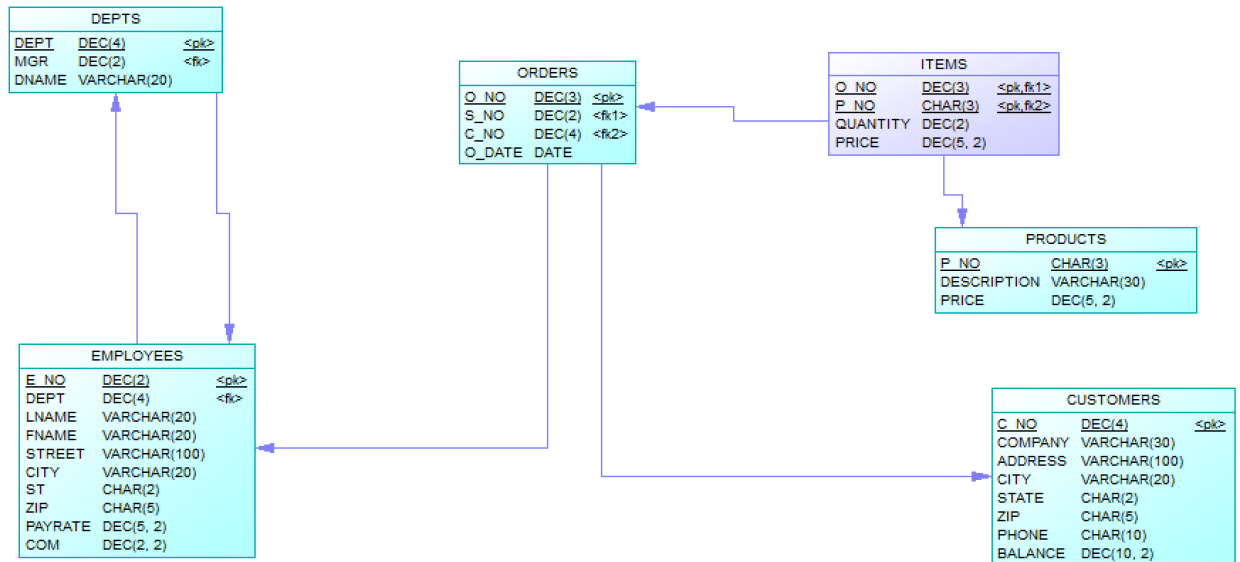 DEPTS
DEPT DEC(4) <pk>
MGR DEC(2) <fk>
DNAME VARCHAR(20)
ORDERS
O_NO DEC(3) <pk>
S_NO DEC(2) <fk1>
C_NO DEC(4) <fk2>
O_DATE DATE
ITEMS
O_NO DEC(3) <pk,fk1>
P_NO CHAR(3) <pk,fk2>
QUANTITY DEC(2)
PRICE DEC(5, 2)
PRODUCTS
P_NO CHAR(3) <pk>
DESCRIPTION VARCHAR(30)
PRICE DEC(5, 2)
EMPLOYEES
E_NO DEC(2) <pk>
DEPT DEC(4) <fk>
LNAME VARCHAR(20)
FNAME VARCHAR(20)
STREET VARCHAR(100)
CITY VARCHAR(20)
ST CHAR(2)
ZIP CHAR(5)
PAYRATE DEC(5, 2)
COM DEC(2, 2)
CUSTOMERS
C_NO DEC(4) <pk>
COMPANY VARCHAR(30)
ADDRESS VARCHAR(100)
CITY VARCHAR(20)
STATE CHAR(2)
ZIP CHAR(5)
PHONE CHAR(10)
BALANCE DEC(10, 2)